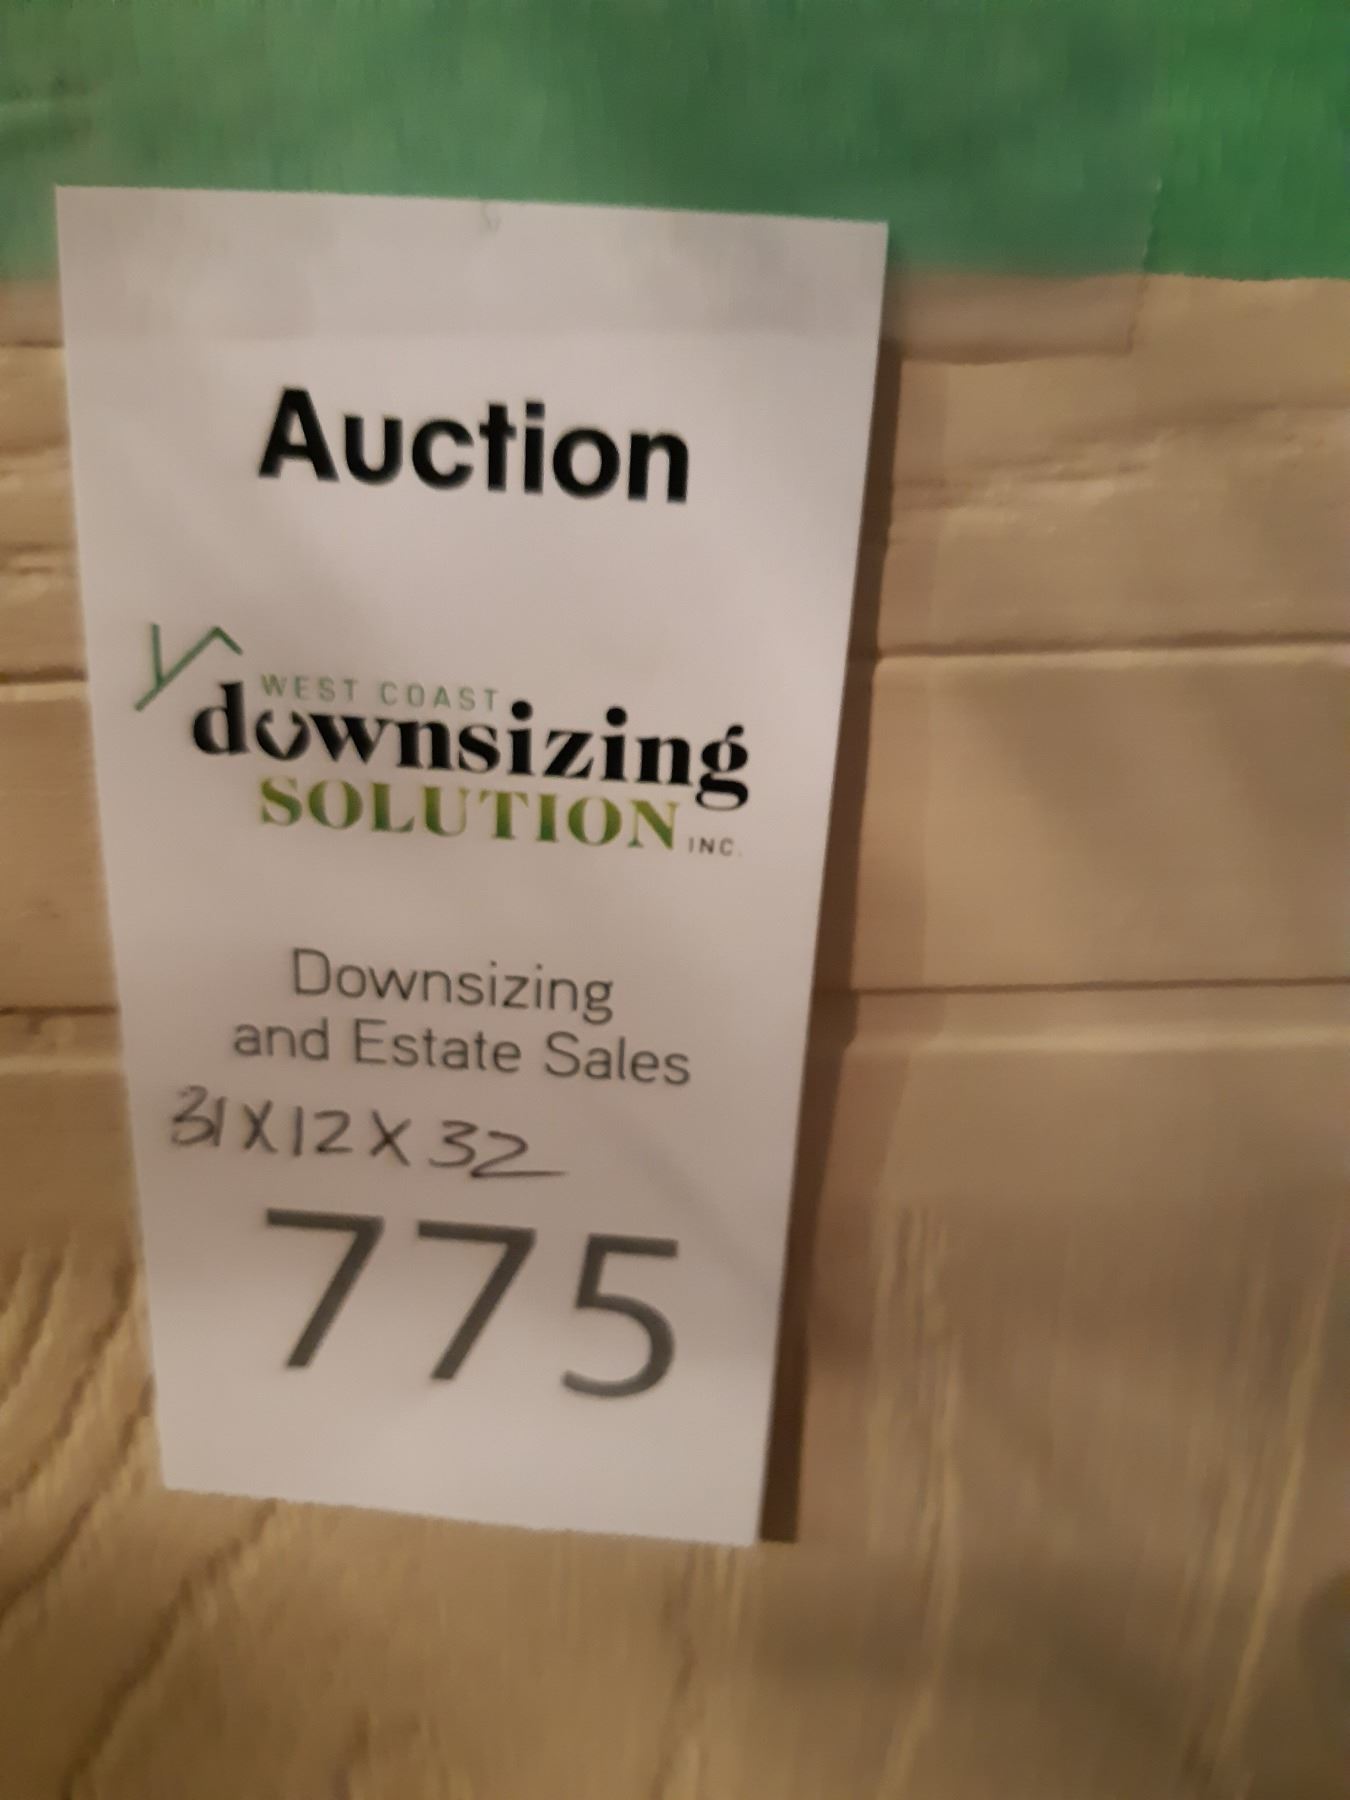 Auction
WEST COAST
downsizing
SOLUTION INC.
Downsizing
and Estate Sales
31X12X32
775